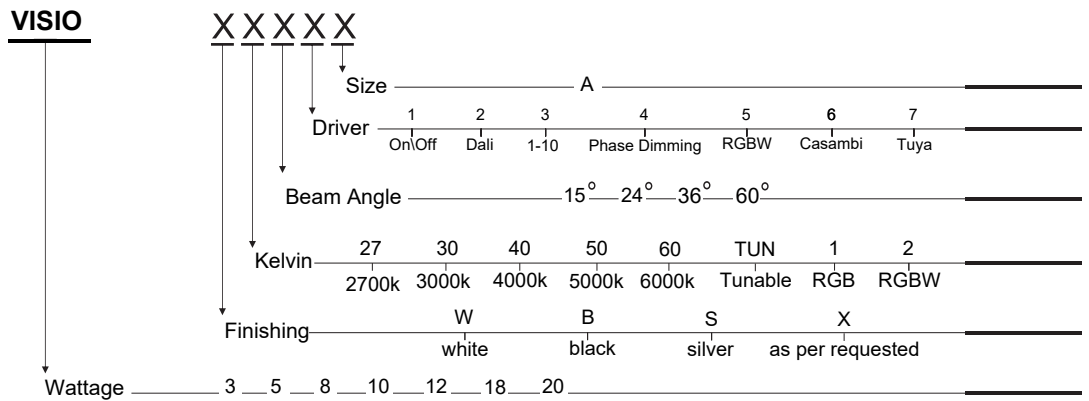 VISIO XXXXX
Size A
1 2 3 4 5 6 7
Driver
On\Off Dali 1-10 Phase Dimming RGBW Casambi Tuya
Beam Angle 15° 24° 36° 60°
27 30 40 50 60 TUN 1 2
Kelvin
2700k 3000k 4000k 5000k 6000k Tunable RGB RGBW
W B S X
Finishing
white black silver as per requested
Wattage 3 5 8 10 12 18 20